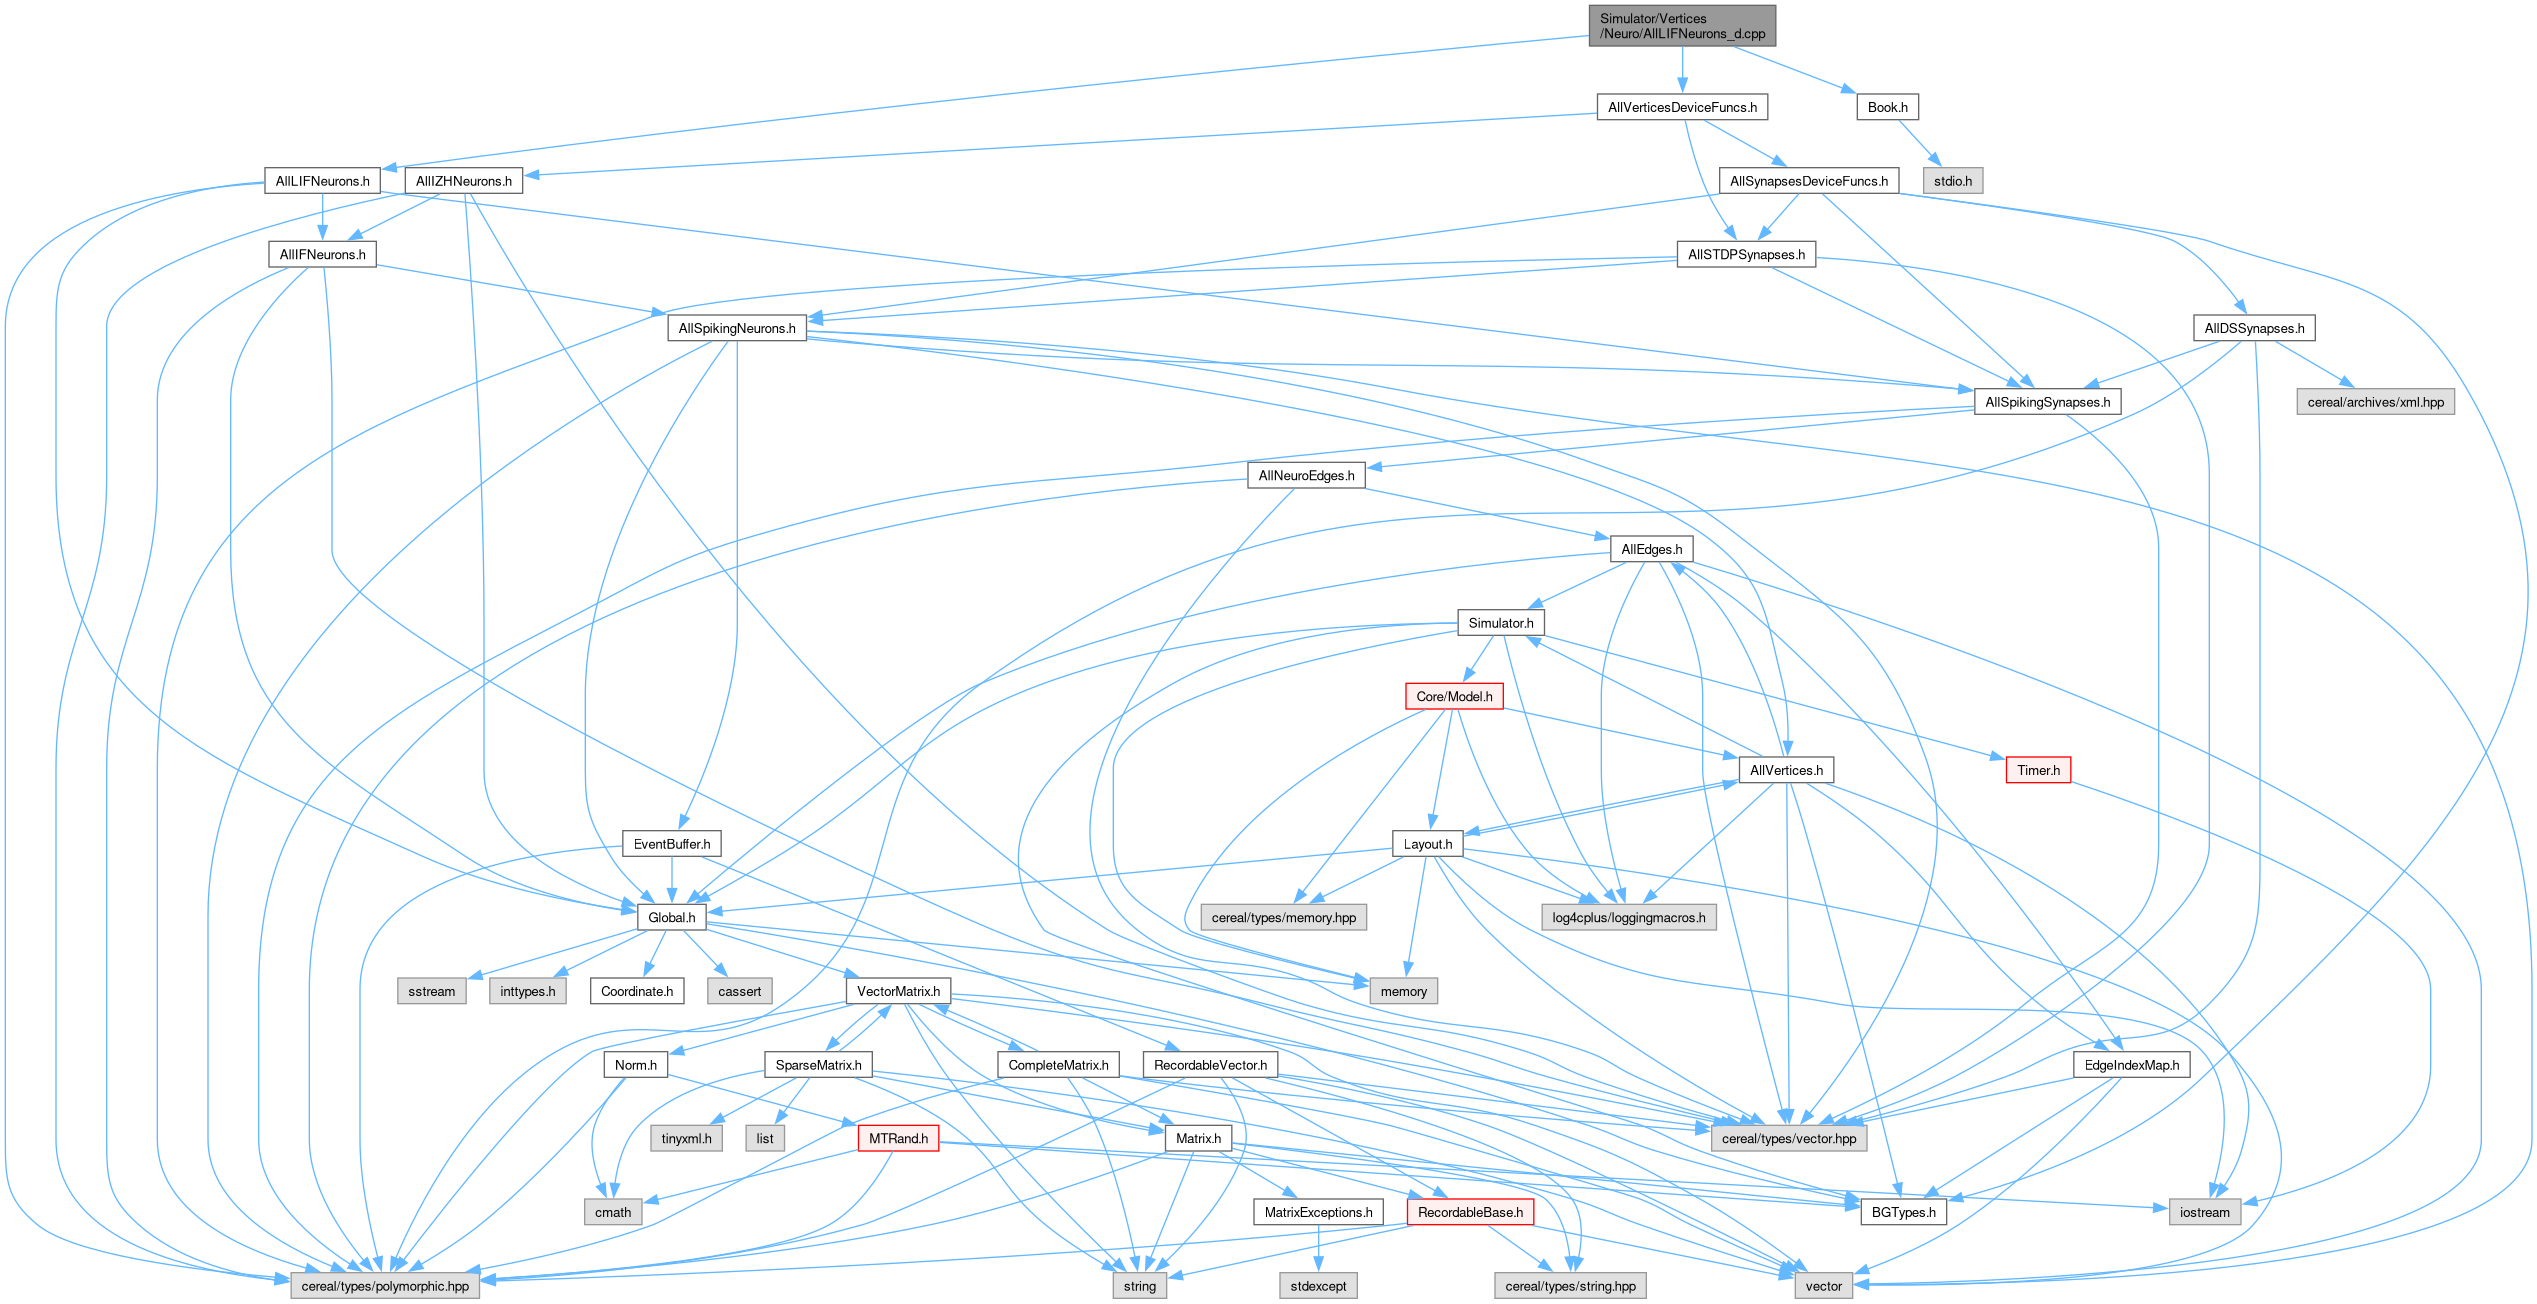 Simulator/Vertices
/Neuro/AllLIFNeurons_d.cpp
AllVerticesDeviceFuncs.h
Book.h
AllLIFNeurons.h
AllIZHNeurons.h
AllSynapsesDeviceFuncs.h
stdio.h
AllIFNeurons.h
AllSTDPSynapses.h
AllSpikingNeurons.h
AllDSSynapses.h
AllSpikingSynapses.h
cereal/archives/xml.hpp
AllNeuroEdges.h
AllEdges.h
Simulator.h
Core/Model.h
AllVertices.h
Timer.h
EventBuffer.h
Layout.h
Global.h
cereal/types/memory.hpp
log4cplus/loggingmacros.h
sstream
inttypes.h
Coordinate.h
cassert
VectorMatrix.h
memory
Norm.h
SparseMatrix.h
CompleteMatrix.h
RecordableVector.h
EdgeIndexMap.h
tinyxml.h
list
MTRand.h
Matrix.h
cereal/types/vector.hpp
cmath
MatrixExceptions.h
RecordableBase.h
BGTypes.h
iostream
cereal/types/polymorphic.hpp
string
stdexcept
cereal/types/string.hpp
vector